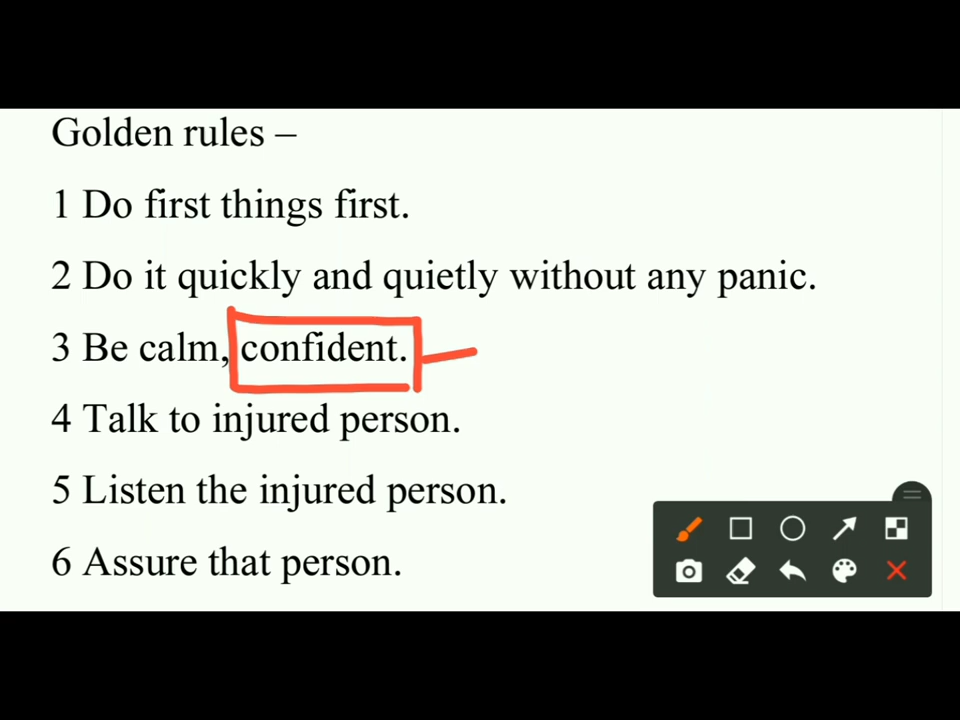 Golden rules –
1 Do first things first.
2 Do it quickly and quietly without any panic.
3 Be calm, confident.
4 Talk to injured person.
5 Listen the injured person.
6 Assure that person.